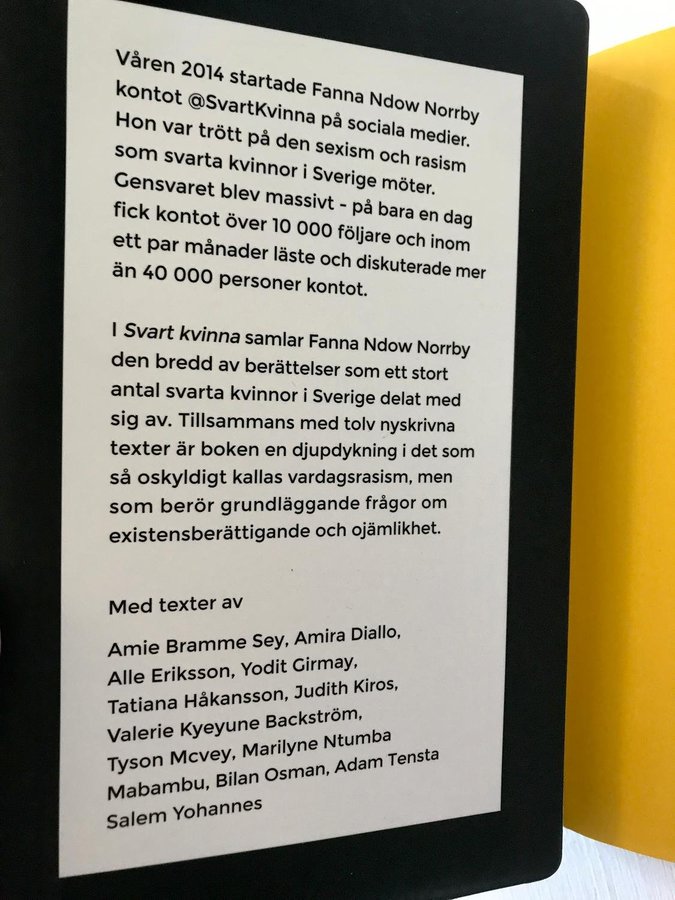 Våren 2014 startade Fanna Ndow Norrby
kontot @SvartKvinna på sociala medier.
Hon var trött på den sexism och rasism
som svarta kvinnor i Sverige möter.
Gensvaret blev massivt - på bara en dag
fick kontot över 10 000 följare och inom
ett par månader läste och diskuterade mer
än 40 000 personer kontot.
I Svart kvinna samlar Fanna Ndow Norrby
den bredd av berättelser som ett stort
antal svarta kvinnor i Sverige delat med
sig av. Tillsammans med tolv nyskrivna
texter är boken en djupdykning i det som
så oskyldigt kallas vardagsrasism, men
som berör grundläggande frågor om
existensberättigande och ojämlikhet.
Med texter av
Amie Bramme Sey, Amira Diallo,
Alle Eriksson, Yodit Girmay,
Tatiana Håkansson, Judith Kiros,
Valerie Kyeyune Backström,
Tyson Mcvey, Marilyne Ntumba
Mabambu, Bilan Osman, Adam Tensta
Salem Yohannes